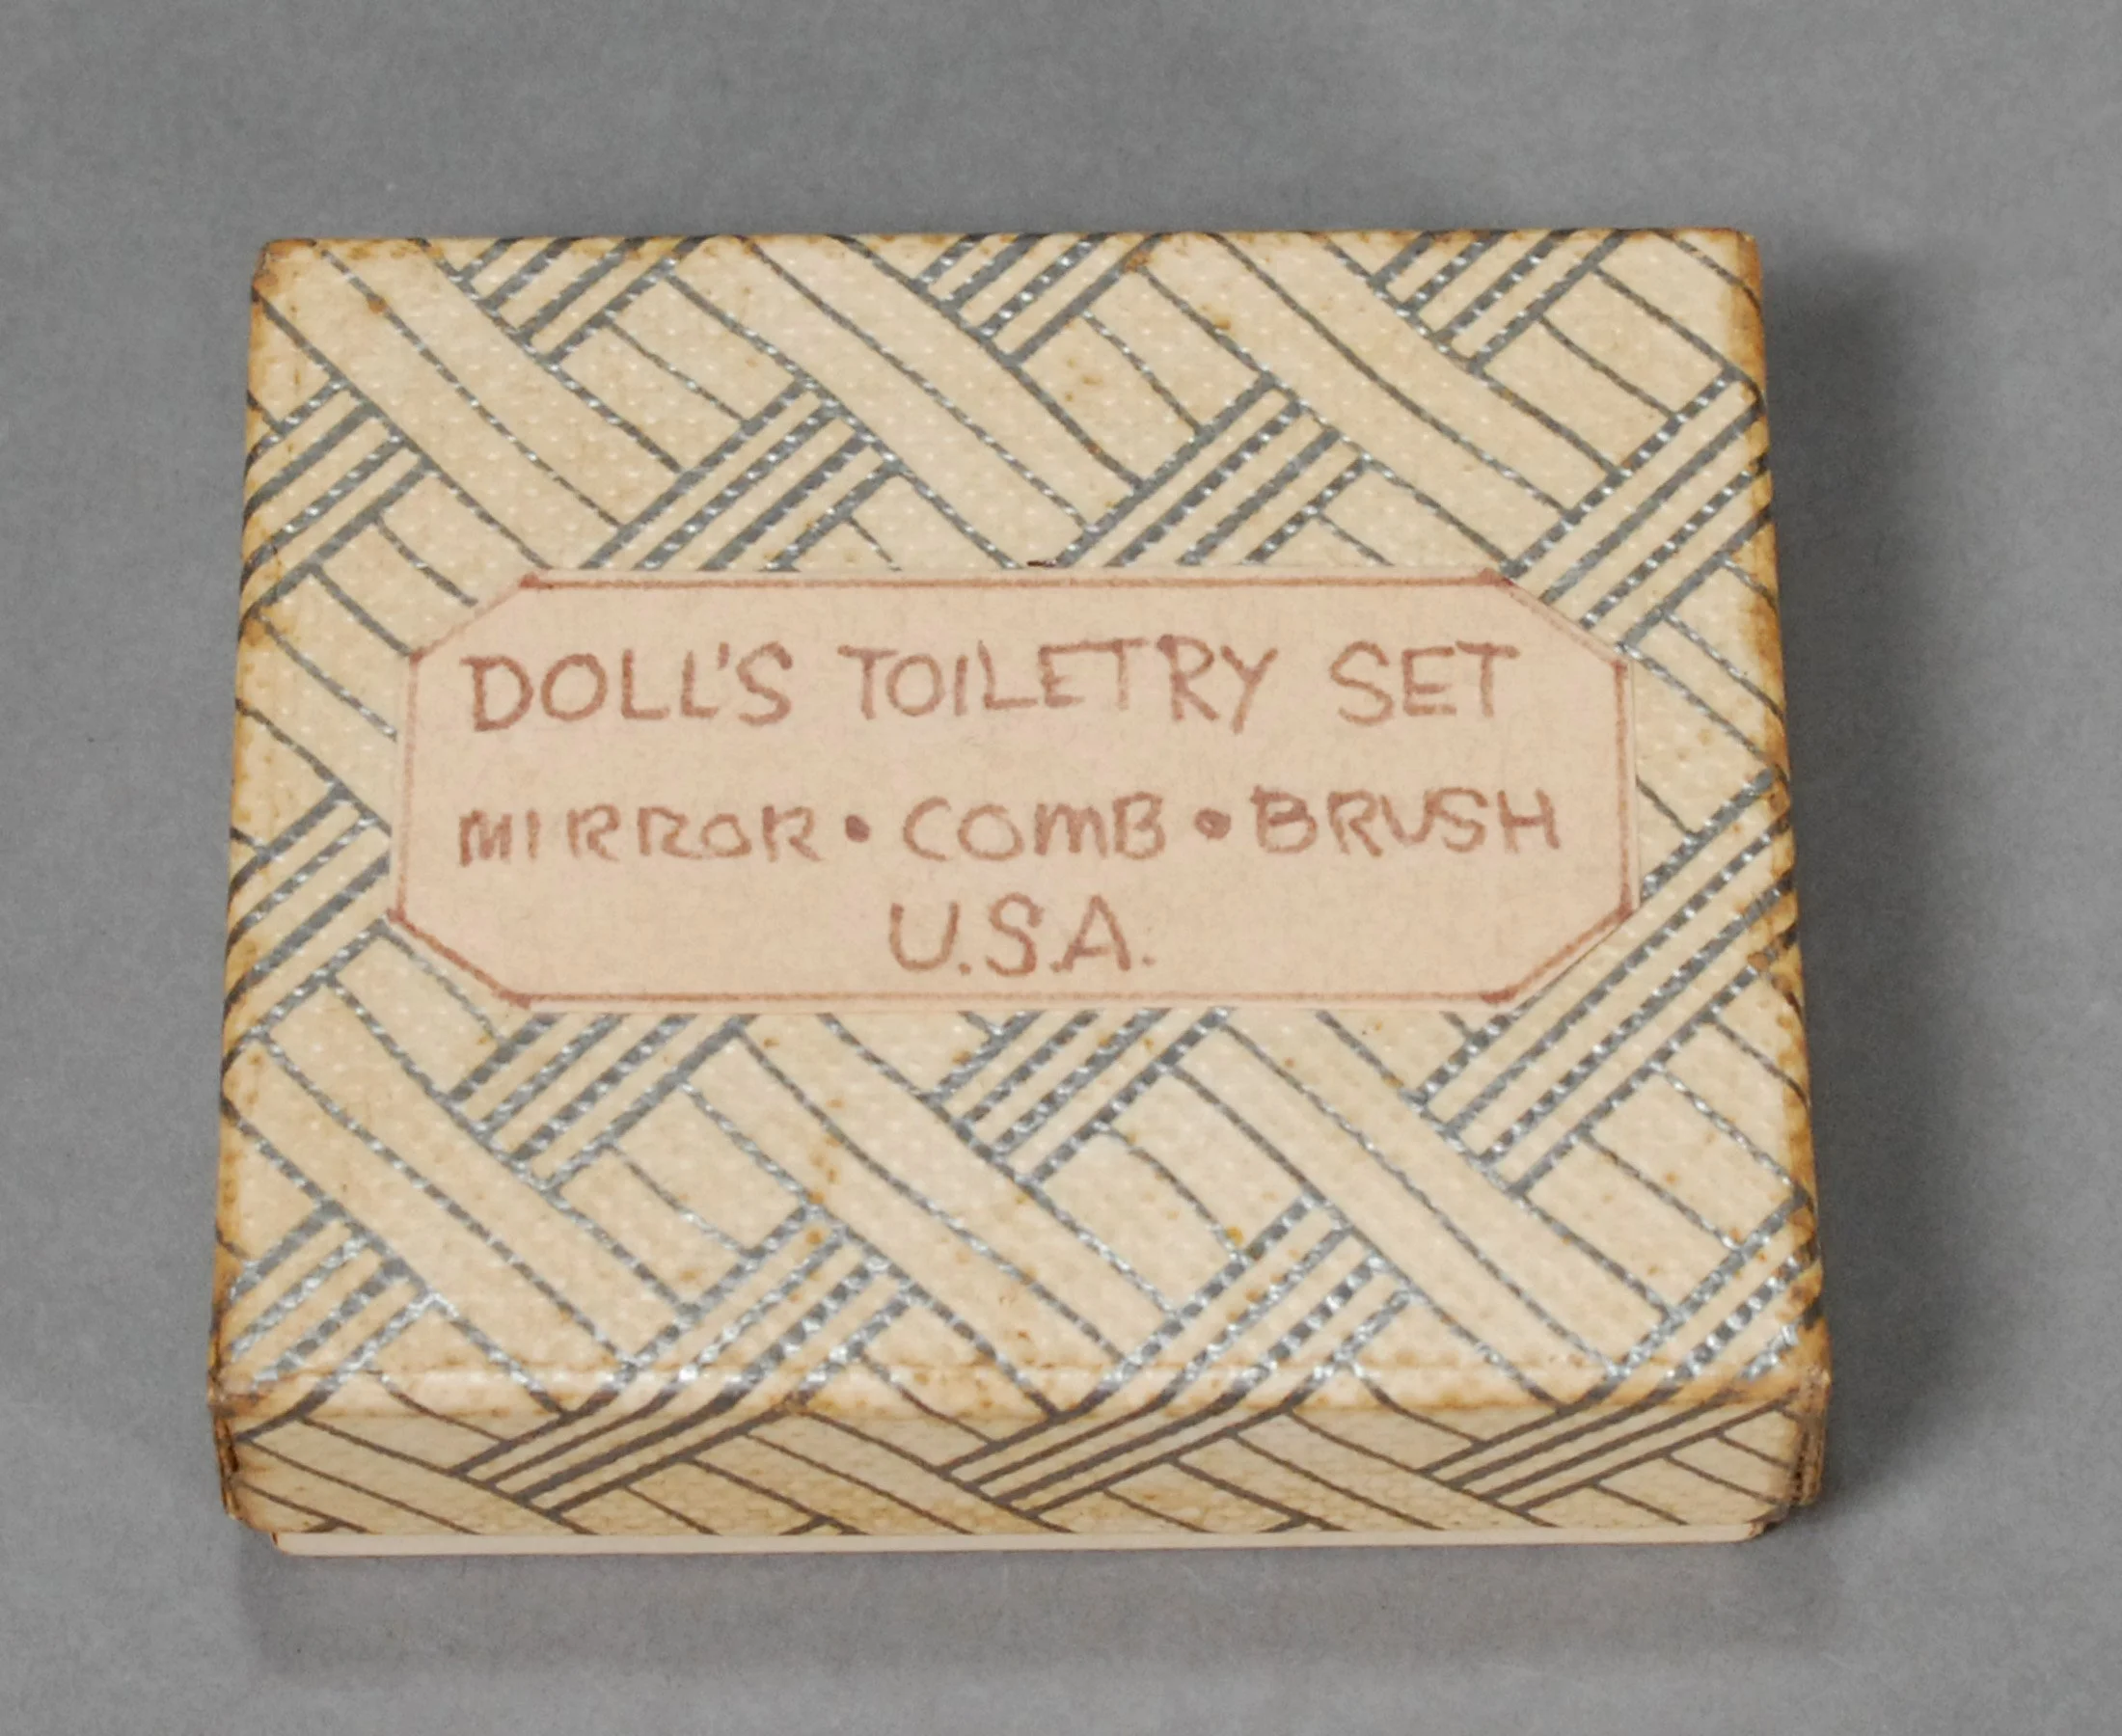 DOLL'S TOILETRY SET
MIRROR • COMB • BRUSH
U.S.A.